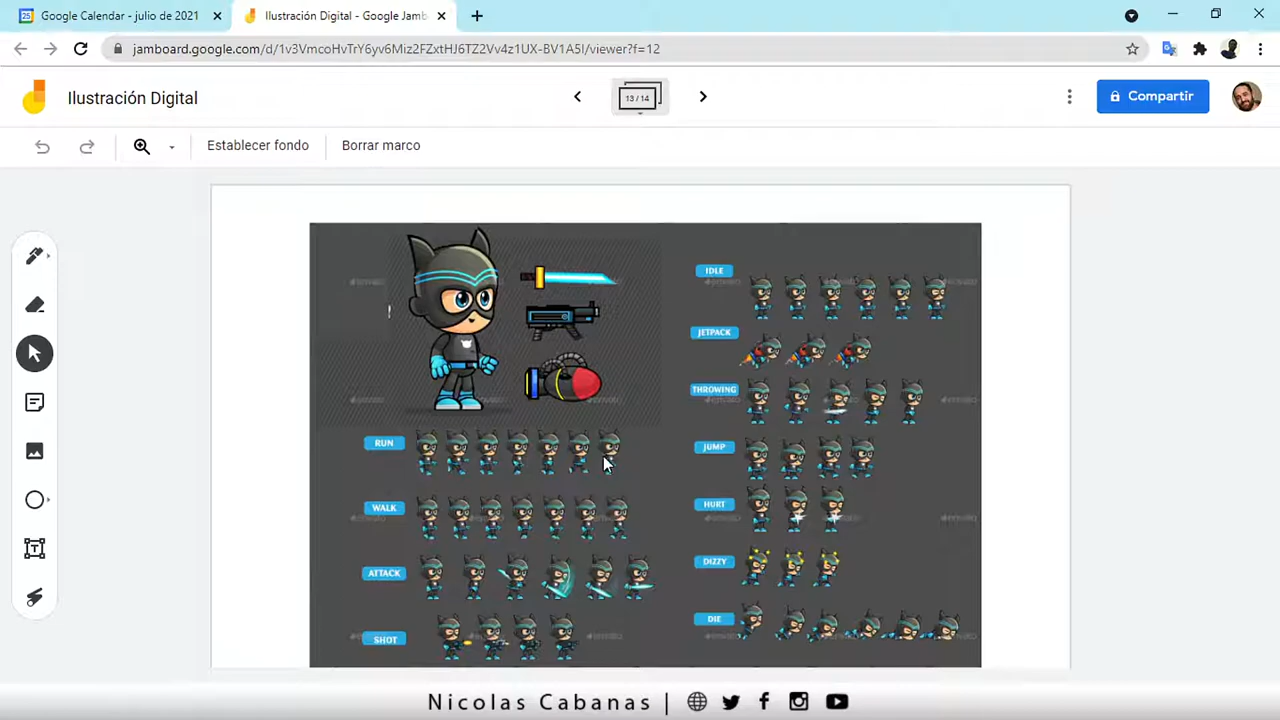 Google Calendar - julio de 2021
Ilustración Digital - Google Jamb
jamboard.google.com/d/1v3VmcoHvTrY6yv6Miz2FZxtHJ6TZ2Vv4z1UX-BV1A5I/viewer?f=12
Ilustración Digital
13 / 14
Compartir
Establecer fondo
Borrar marco
IDLE
JETPACK
THROWING
RUN
JUMP
WALK
HURT
ATTACK
DIZZY
SHOT
DIE
Nicolas Cabanas |